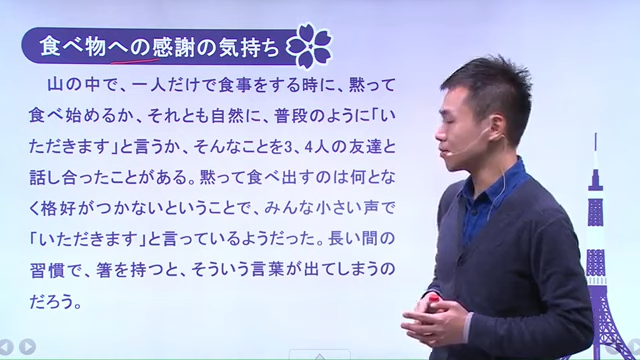 食べ物への感謝の気持ち
山の中で、一人だけで食事をする時に、黙って
食べ始めるか、それとも自然に、普段のように「い
ただきます」と言うか、そんなことを3、4人の友達と
話し合ったことがある。黙って食べ出すのは何とな
く格好がつかないということで、みんな小さい声で
「いただきます」と言っているようだった。長い間の
習慣で、箸を持つと、そういう言葉が出てしまうの
だろう。